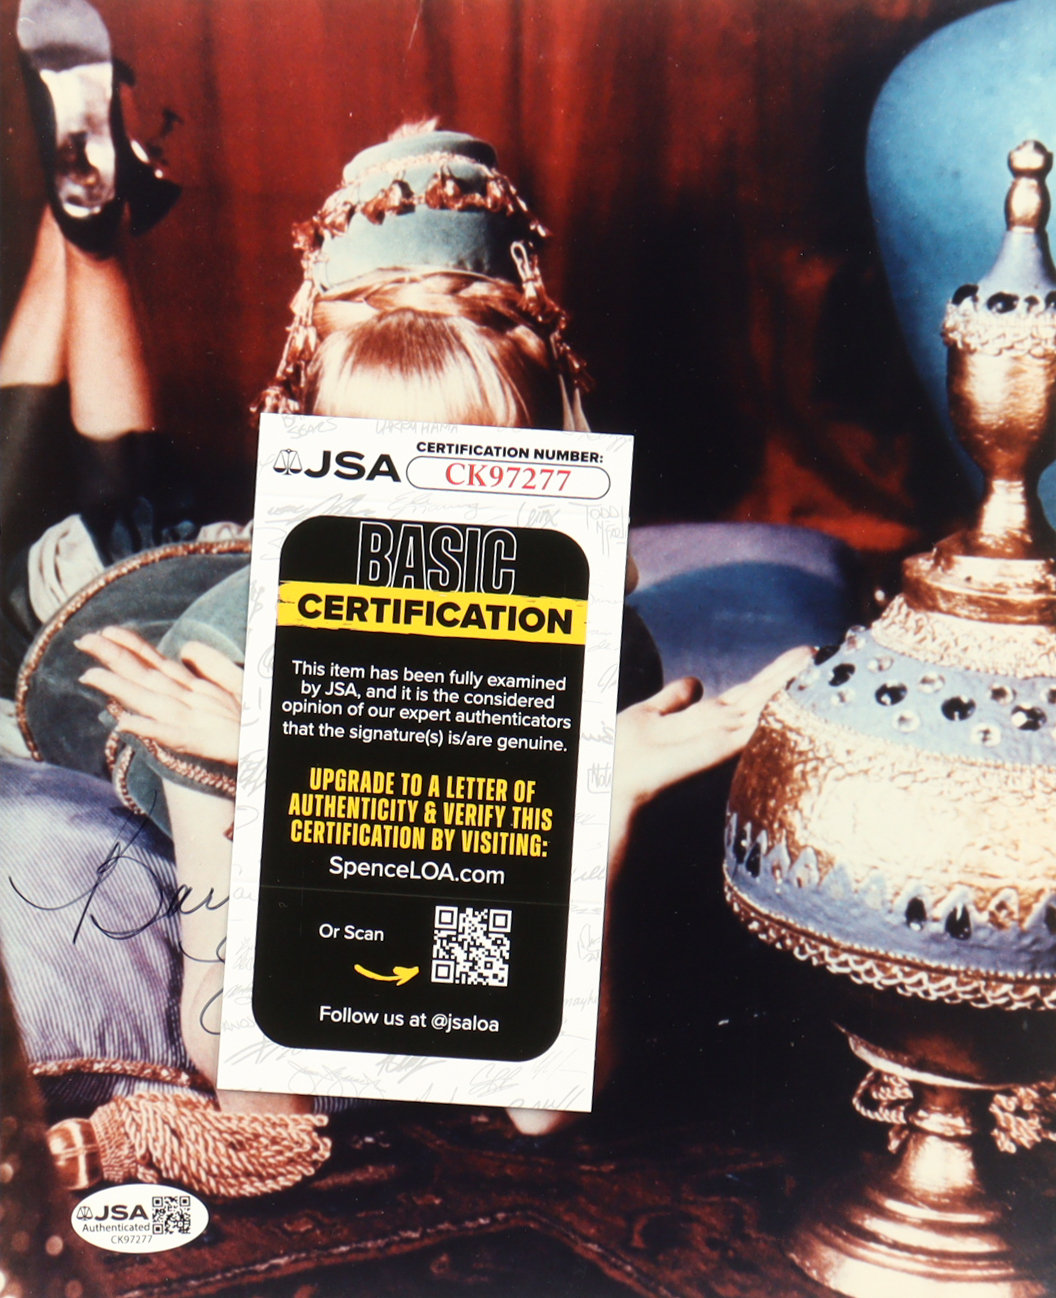 JSA
CERTIFICATION NUMBER:
CK97277
BASIC
CERTIFICATION
This item has been fully examined
by JSA, and it is the considered
opinion of our expert authenticators
that the signature(s) is/are genuine.
UPGRADE TO A LETTER OF
AUTHENTICITY & VERIFY THIS
CERTIFICATION BY VISITING:
SpenceLOA.com
Or Scan
Follow us at @jsaloa
JSA
Authenticated
CK97277